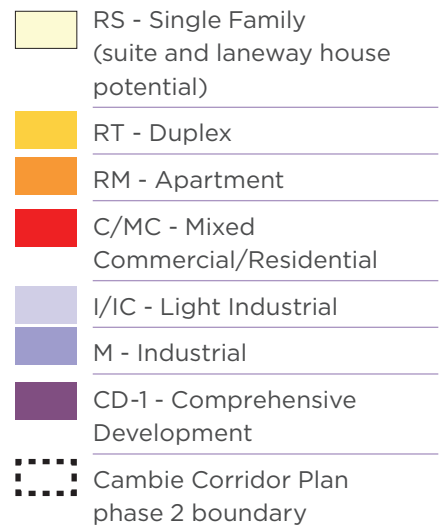 RS - Single Family
(suite and laneway house
potential)
RT - Duplex
RM - Apartment
C/MC - Mixed
Commercial/Residential
I/IC - Light Industrial
M - Industrial
CD-1 - Comprehensive
Development
Cambie Corridor Plan
phase 2 boundary